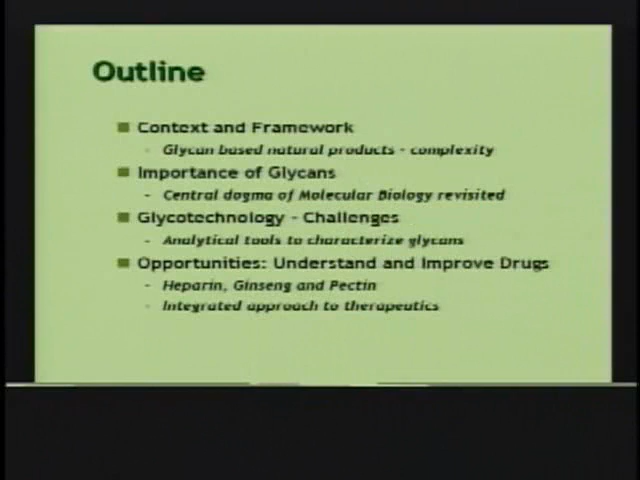 Outline
Context and Framework
- Glycan based natural products - complexity
Importance of Glycans
- Central dogma of Molecular Biology revisited
Glycotechnology - Challenges
- Analytical tools to characterize glycans
Opportunities: Understand and Improve Drugs
- Heparin, Ginseng and Pectin
- Integrated approach to therapeutics